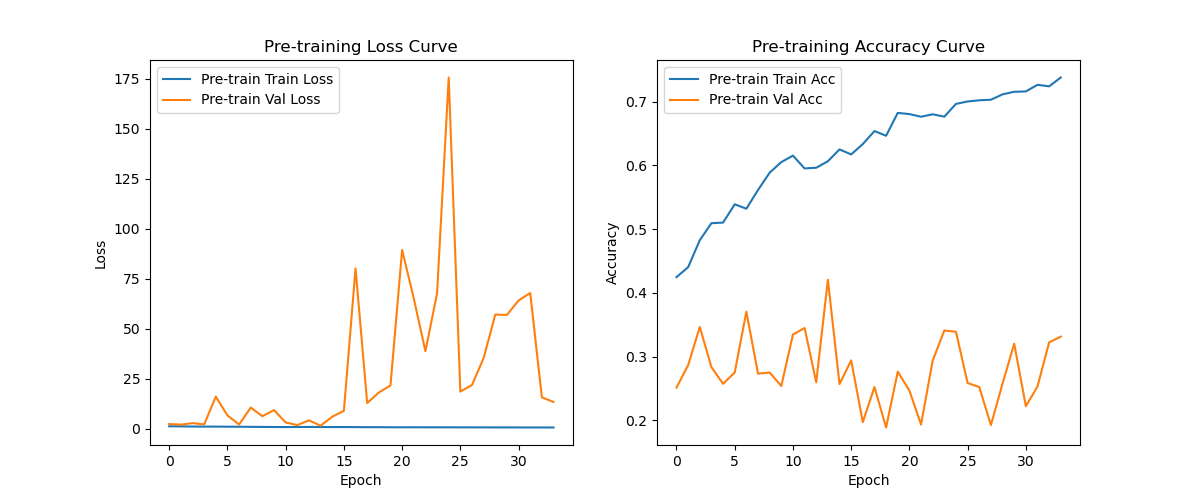 Pre-training Loss Curve
Pre-train Train Loss
Pre-train Val Loss
175
150
125
100
75
50
25
0
Loss
0 5 10 15 20 25 30
Epoch
Pre-training Accuracy Curve
Pre-train Train Acc
Pre-train Val Acc
0.7
0.6
0.5
0.4
0.3
0.2
Accuracy
0 5 10 15 20 25 30
Epoch